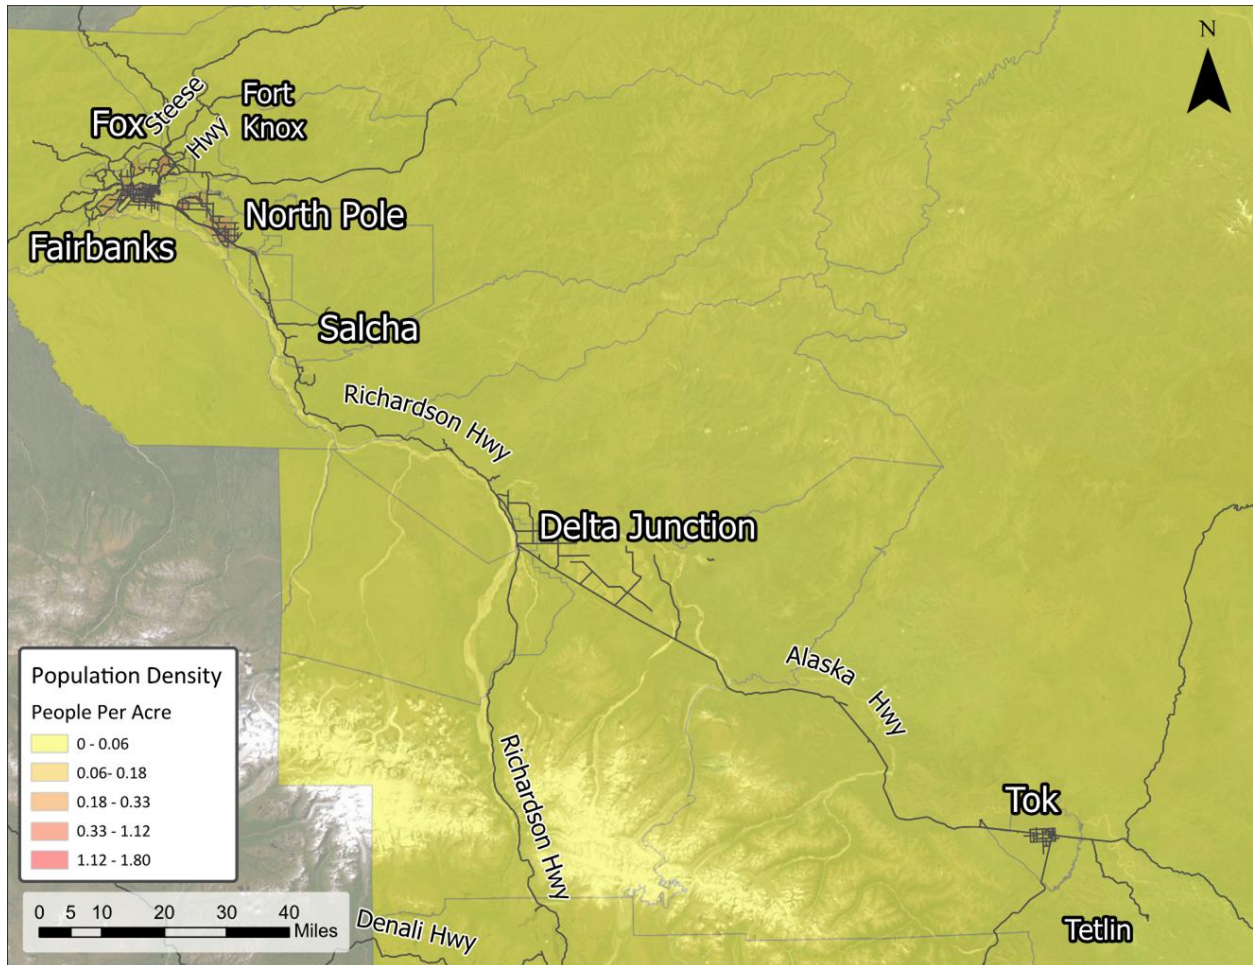 N
Steese
Hwy
Fort
Knox
Fox
North Pole
Fairbanks
Salcha
Richardson Hwy
Delta Junction
Alaska Hwy
Richardson Hwy
Tok
Tetlin
Denali Hwy
Population Density
People Per Acre
0 - 0.06
0.06- 0.18
0.18 - 0.33
0.33 - 1.12
1.12 - 1.80
0 5 10 20 30 40
Miles